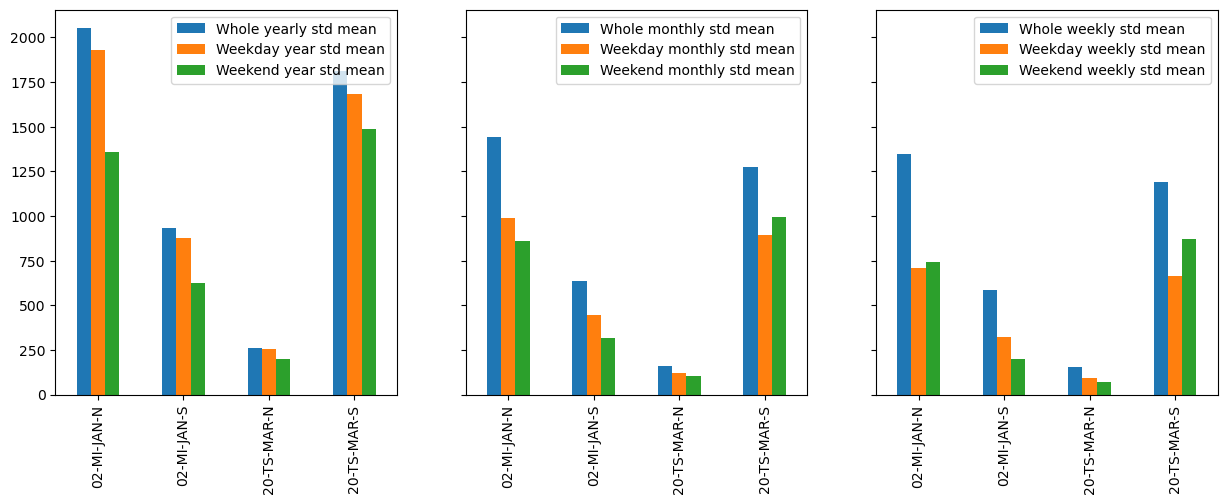 Whole yearly std mean
Weekday year std mean
Weekend year std mean
Whole monthly std mean
Weekday monthly std mean
Weekend monthly std mean
Whole weekly std mean
Weekday weekly std mean
Weekend weekly std mean
2000
1750
1500
1250
1000
750
500
250
0
02-MI-JAN-N
02-MI-JAN-S
20-TS-MAR-N
20-TS-MAR-S
02-MI-JAN-N
02-MI-JAN-S
20-TS-MAR-N
20-TS-MAR-S
02-MI-JAN-N
02-MI-JAN-S
20-TS-MAR-N
20-TS-MAR-S